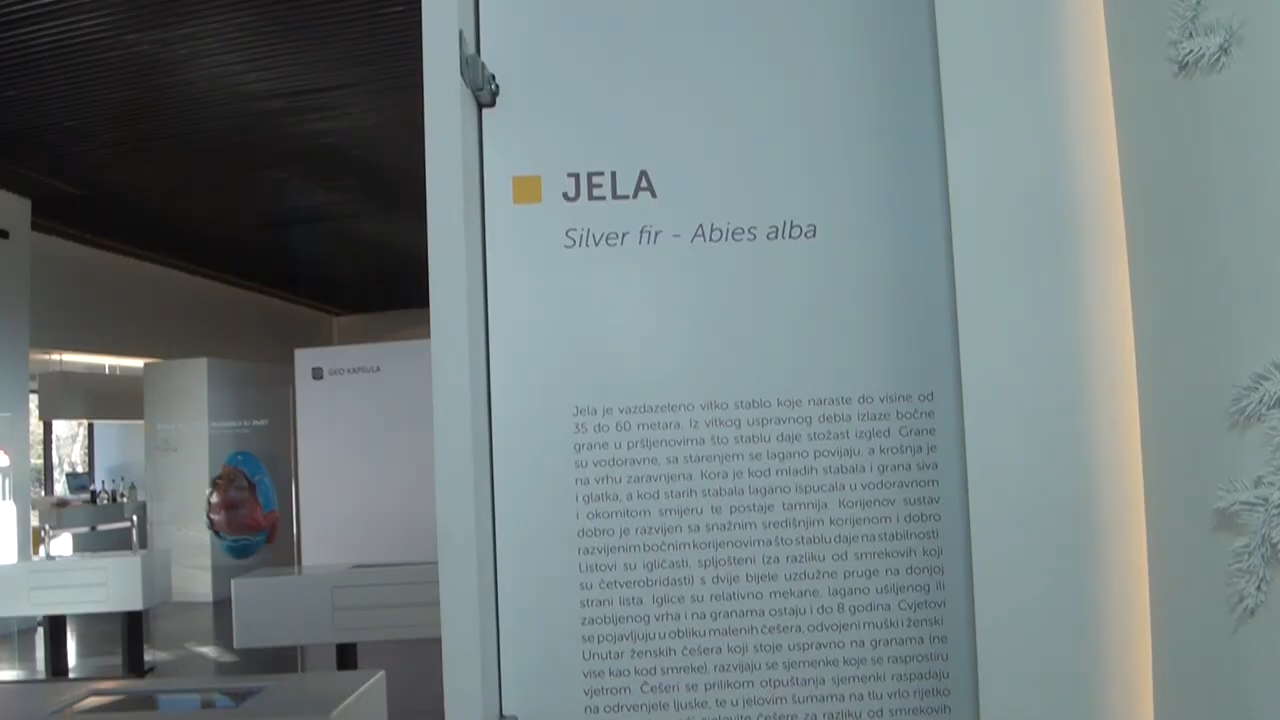 JELA
Silver fir - Abies alba
GEO KAPSULA
Jela je vazdazeleno vitko stablo koje naraste do visine od
35 do 60 metara. Iz vitkog uspravnog debla izlaze bočne
grane u pršljenovima što stablu daje stožast izgled. Grane
su vodoravne, sa starenjem se lagano povijaju, a krošnja je
na vrhu zaravnjena. Kora je kod mladih stabala i grana siva
i glatka, a kod starih stabala lagano ispucala u vodoravnom
i okomitom smijeru te postaje tamnija. Korijenov sustav
dobro je razvijen sa snažnim središnjim korijenom i dobro
razvijenim bočnim korijenovima što stablu daje na stabilnosti.
Listovi su igličasti, spljošteni (za razliku od smrekovih koji
su četverobridasti) s dvije bijele uzdužne pruge na donjoj
strani lista. Iglice su relativno mekane, lagano ušiljenog ili
zaobljenog vrha i na granama ostaju i do 8 godina. Cvjetovi
se pojavljuju u obliku malenih češera, odvojeni muški i ženski.
Unutar ženskih češera koji stoje uspravno na granama (ne
vise kao kod smreke), razvijaju se sjemenke koje se rasprostiru
vjetrom. Češeri se prilikom otpuštanja sjemenki raspadaju
na odrvenjele ljuske, te u jelovim šumama na tlu vrlo rijetko
češere za razliku od smrekovih